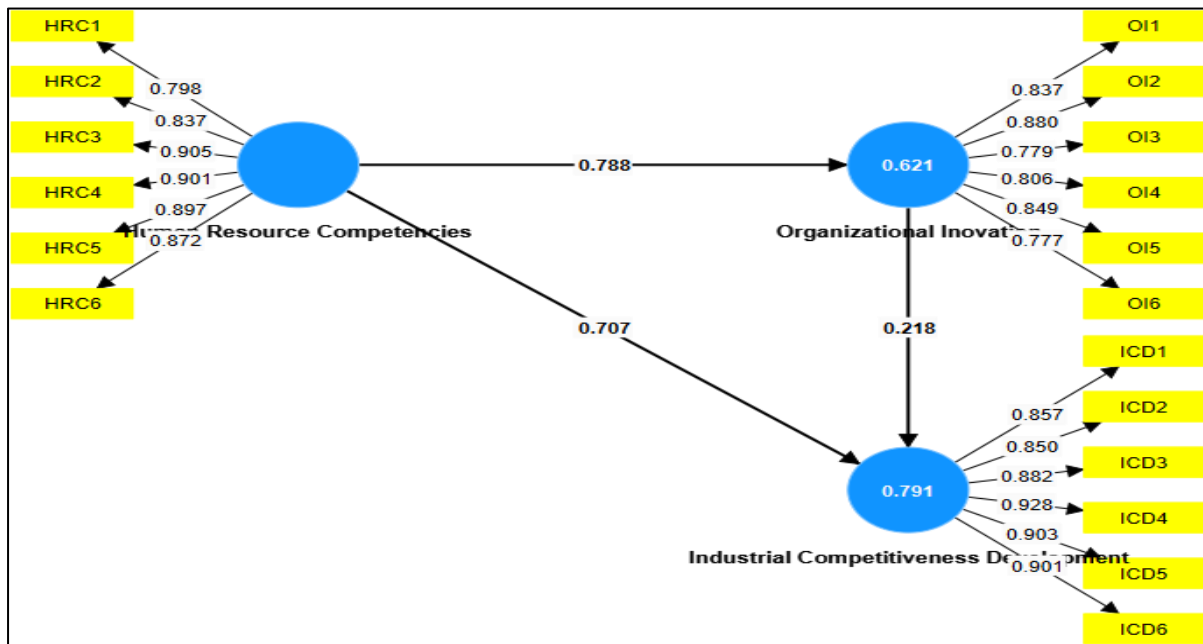 HRC1
HRC2
HRC3
HRC4
HRC5
HRC6
0.798
0.837
0.905
0.901
0.897
0.872
Human Resource Competencies
0.788
0.707
0.621
Organizational Inovation
0.837
0.880
0.779
0.806
0.849
0.777
OI1
OI2
OI3
OI4
OI5
OI6
0.218
0.791
Industrial Competitiveness Development
0.857
0.850
0.882
0.928
0.903
0.901
ICD1
ICD2
ICD3
ICD4
ICD5
ICD6